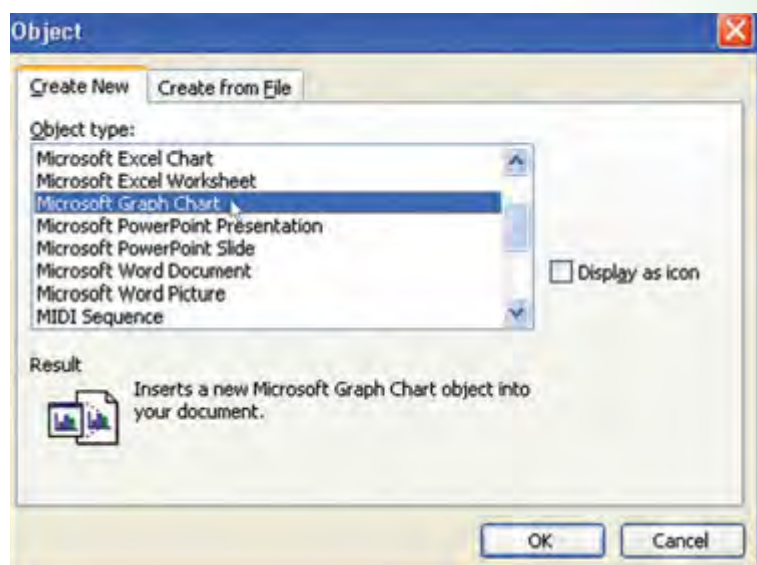 Object
Create New
Create from File
Object type:
Microsoft Excel Chart
Microsoft Excel Worksheet
Microsoft Graph Chart
Microsoft PowerPoint Presentation
Microsoft PowerPoint Slide
Microsoft Word Document
Microsoft Word Picture
MIDI Sequence
Display as icon
Result
Inserts a new Microsoft Graph Chart object into
your document.
OK
Cancel